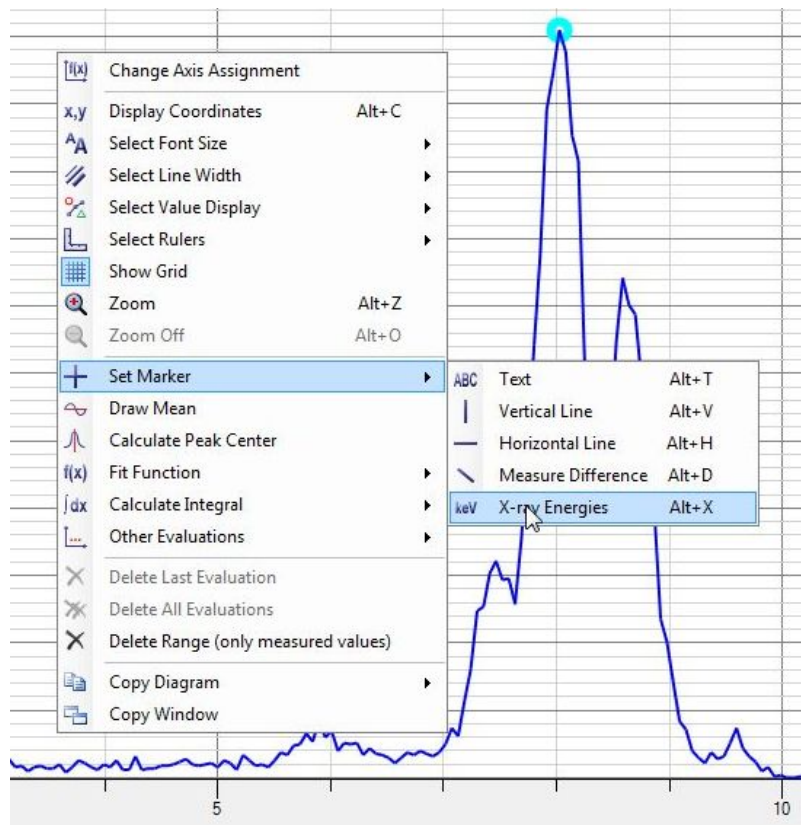 f(x) Change Axis Assignment
x,y Display Coordinates Alt+C
AA Select Font Size
Select Line Width
Select Value Display
Select Rulers
Show Grid
Zoom Alt+Z
Zoom Off Alt+O
Set Marker
Draw Mean
Calculate Peak Center
f(x) Fit Function
∫dx Calculate Integral
Other Evaluations
Delete Last Evaluation
Delete All Evaluations
Delete Range (only measured values)
Copy Diagram
Copy Window
ABC Text Alt+T
Vertical Line Alt+V
Horizontal Line Alt+H
Measure Difference Alt+D
keV X-ray Energies Alt+X
5 10